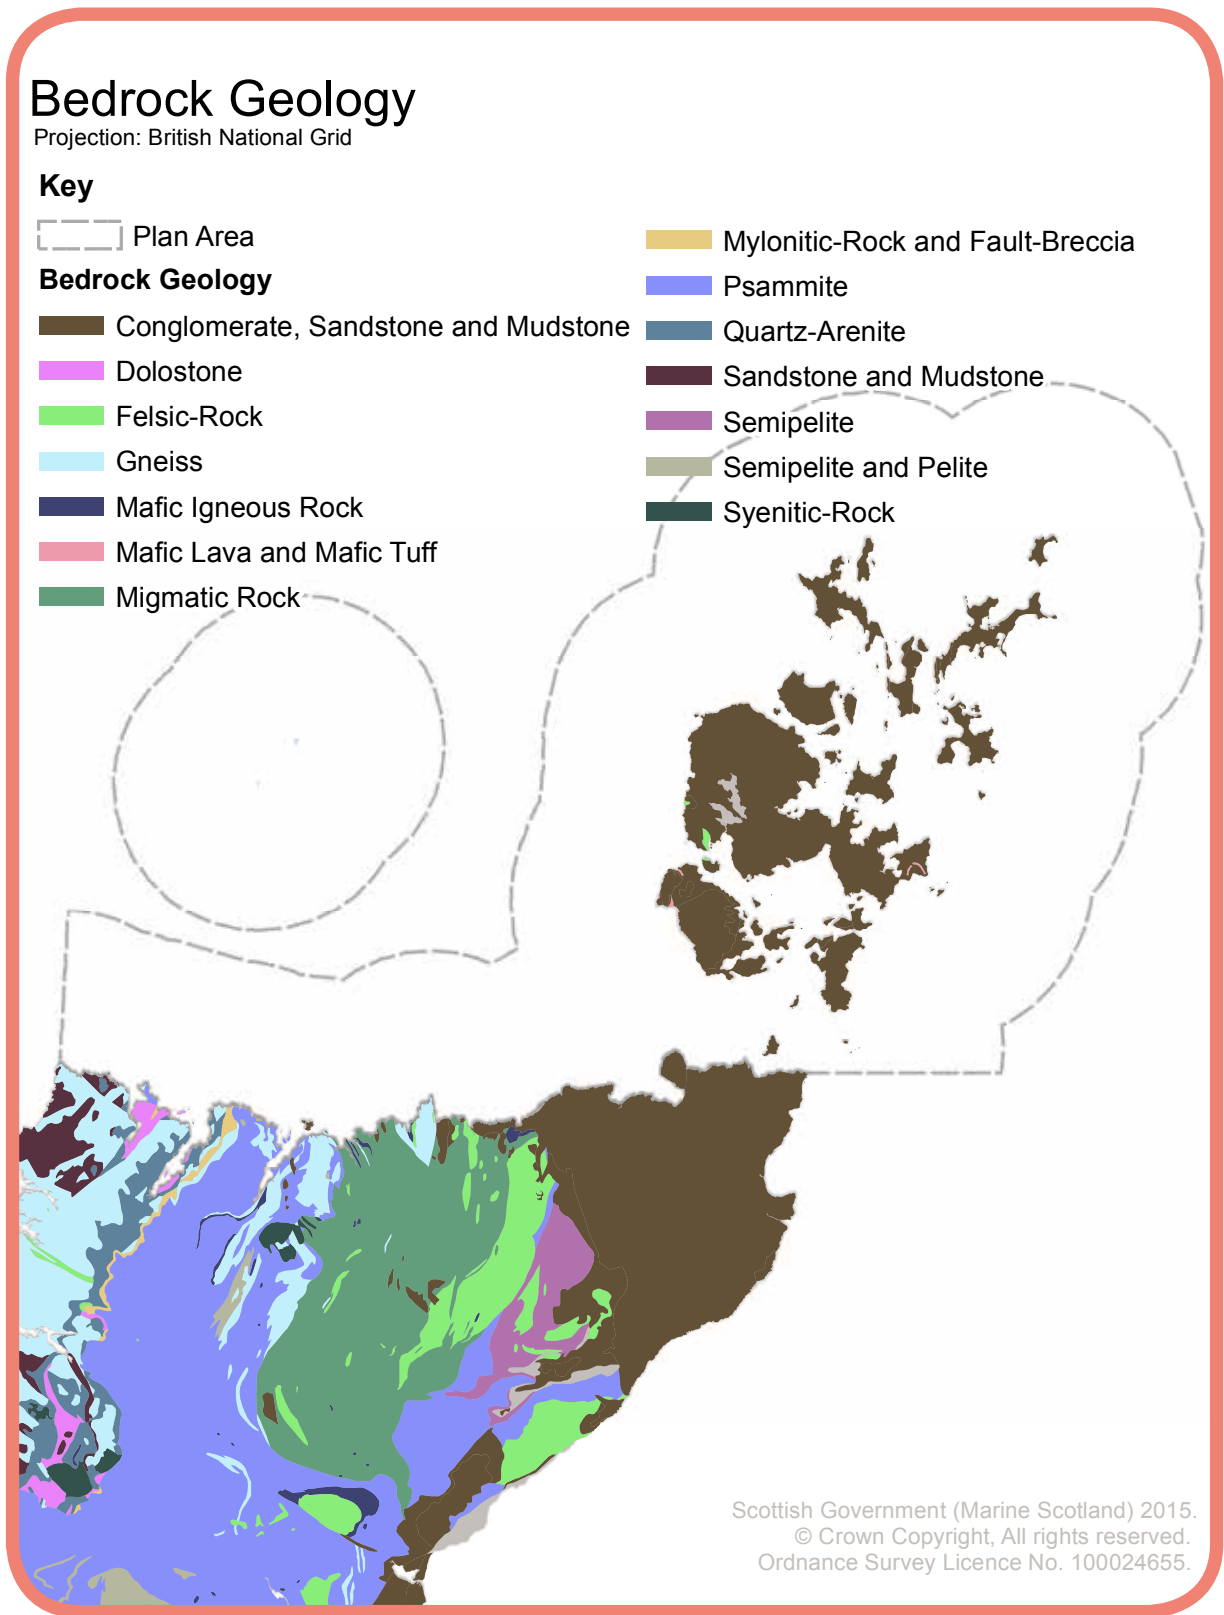 Bedrock Geology
Projection: British National Grid
Key
Plan Area
Bedrock Geology
Conglomerate, Sandstone and Mudstone
Dolostone
Felsic-Rock
Gneiss
Mafic Igneous Rock
Mafic Lava and Mafic Tuff
Migmatic Rock
Mylonitic-Rock and Fault-Breccia
Psammite
Quartz-Arenite
Sandstone and Mudstone
Semipelite
Semipelite and Pelite
Syenitic-Rock
Scottish Government (Marine Scotland) 2015.
© Crown Copyright, All rights reserved.
Ordnance Survey Licence No. 100024655.